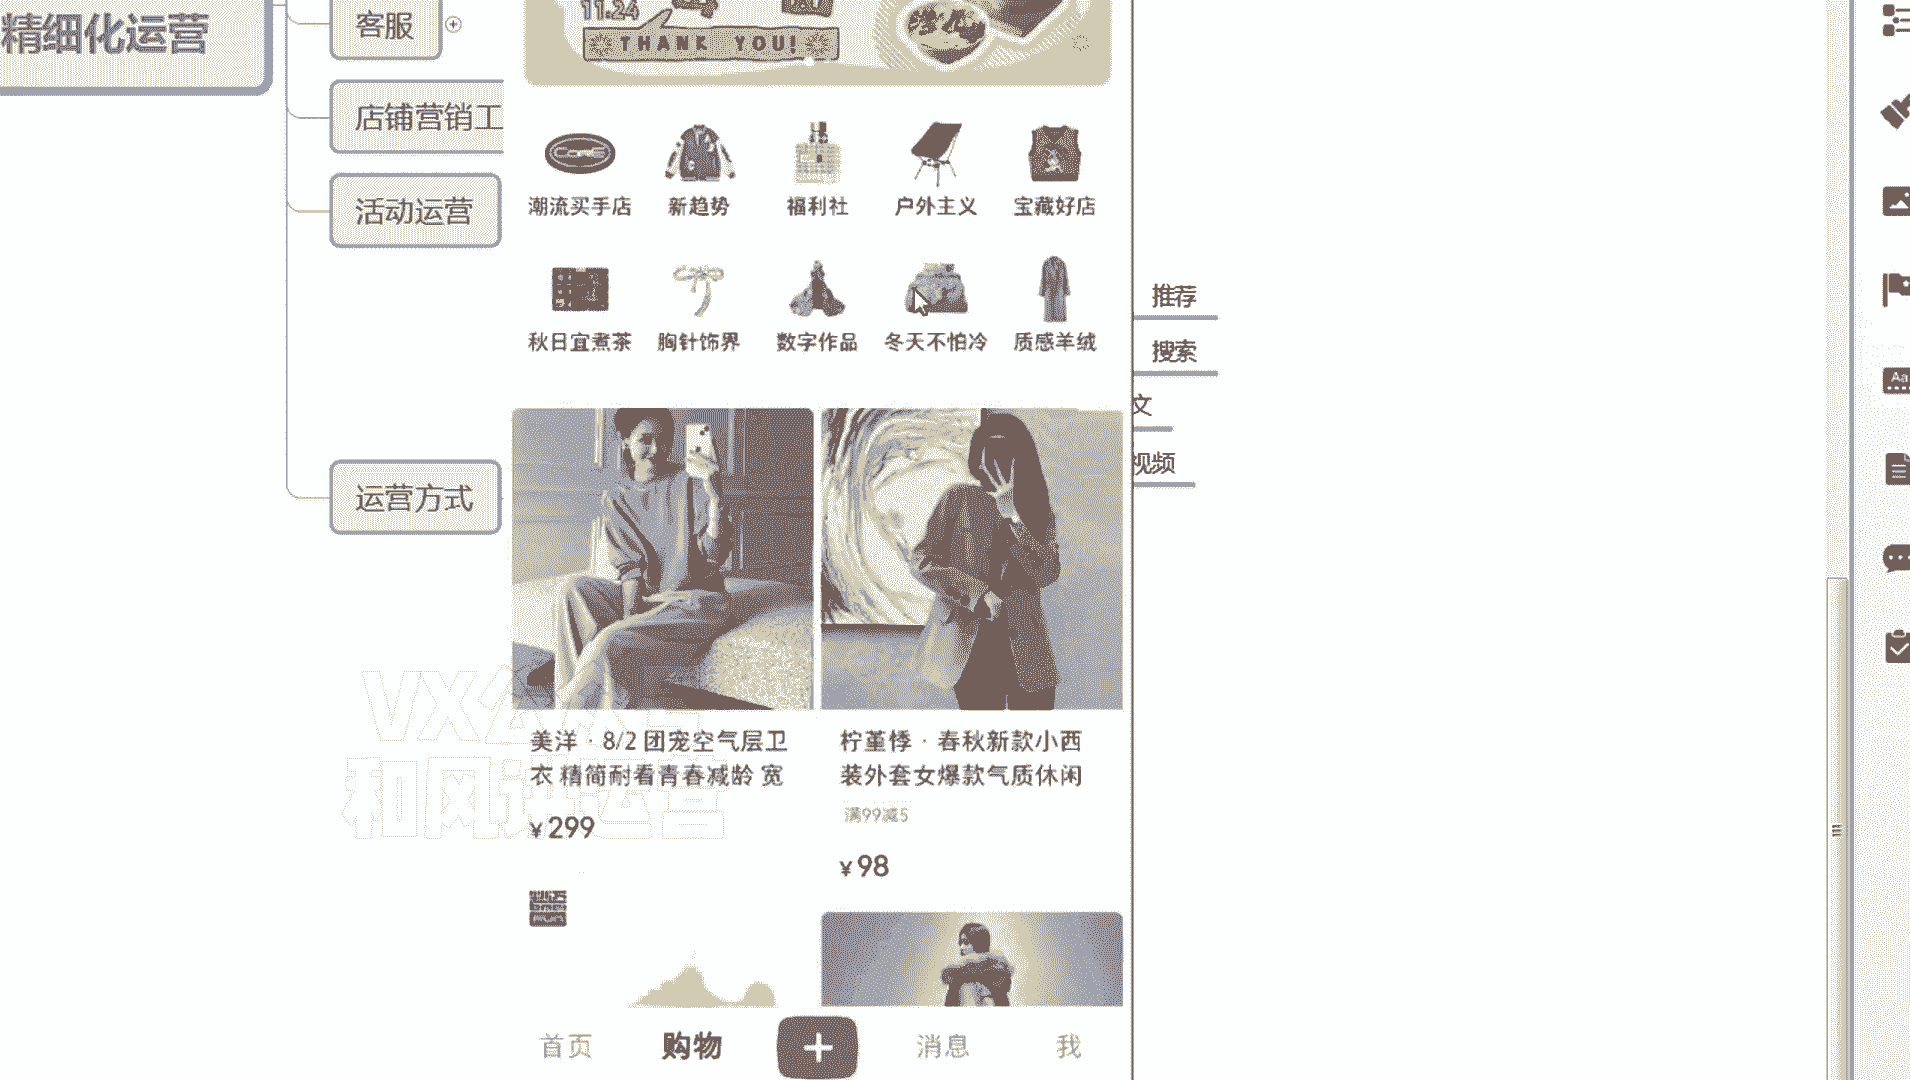 精细化运营
客服
店铺营销工
活动运营
运营方式
11.24
THANK YOU!
潮流买手店
新趋势
福利社
户外主义
宝藏好店
秋日宜煮茶
胸针饰界
数字作品
冬天不怕冷
质感羊绒
推荐
搜索
文
视频
美洋 · 8/2 团宠空气层卫
衣 精简耐看青春减龄 宽
¥299
柠堇悸 · 春秋新款小西
装外套女爆款气质休闲
满99减5
¥98
VX公众号
和风讲运营
首页
购物
消息
我
Aa